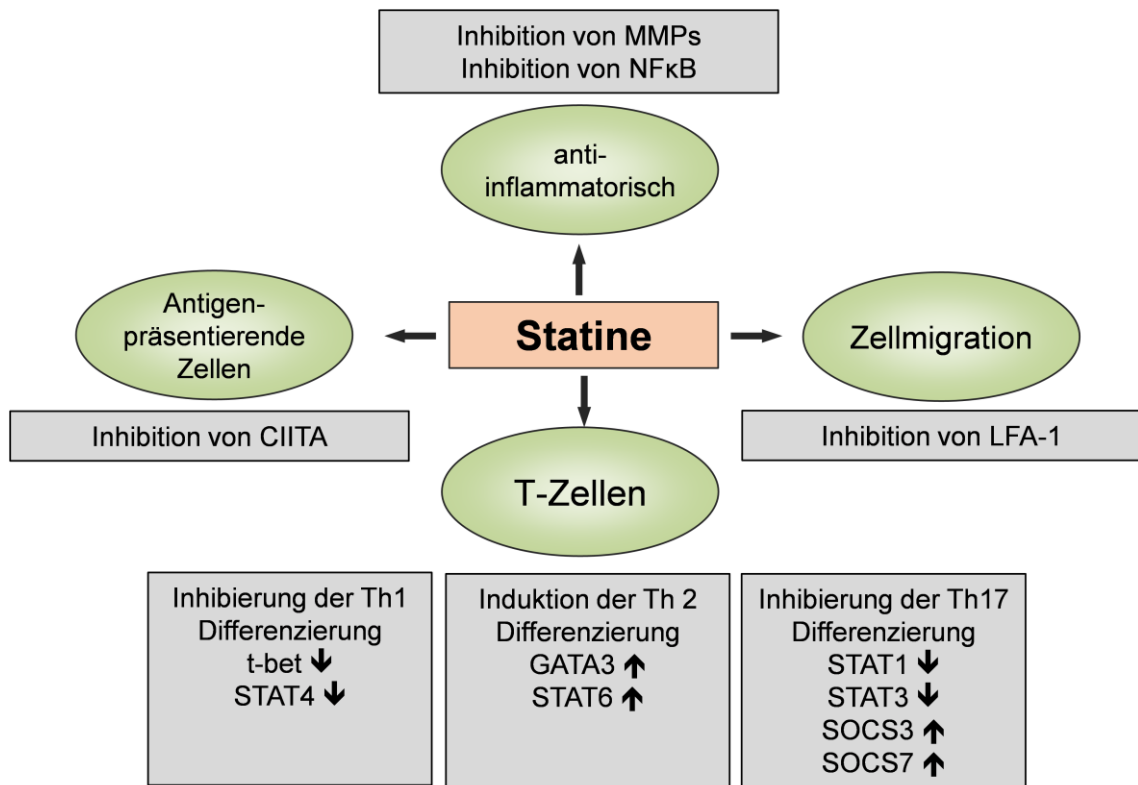 Inhibition von MMPs
Inhibition von NFκB
anti-
inflammatorisch
Antigen-
präsentierende
Zellen
Statine
Zellmigration
Inhibition von CIITA
Inhibition von LFA-1
T-Zellen
Inhibierung der Th1
Differenzierung
t-bet ↓
STAT4 ↓
Induktion der Th 2
Differenzierung
GATA3 ↑
STAT6 ↑
Inhibierung der Th17
Differenzierung
STAT1 ↓
STAT3 ↓
SOCS3 ↑
SOCS7 ↑